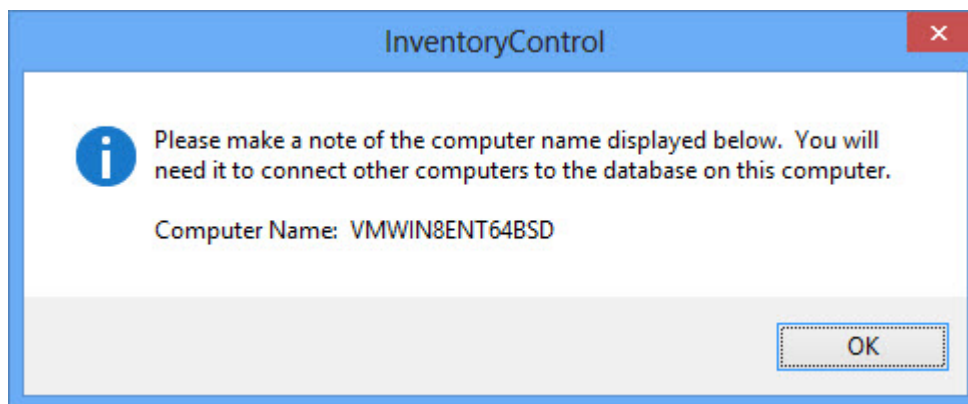 InventoryControl
Please make a note of the computer name displayed below.  You will
need it to connect other computers to the database on this computer.
Computer Name:  VMWIN8ENT64BSD
OK